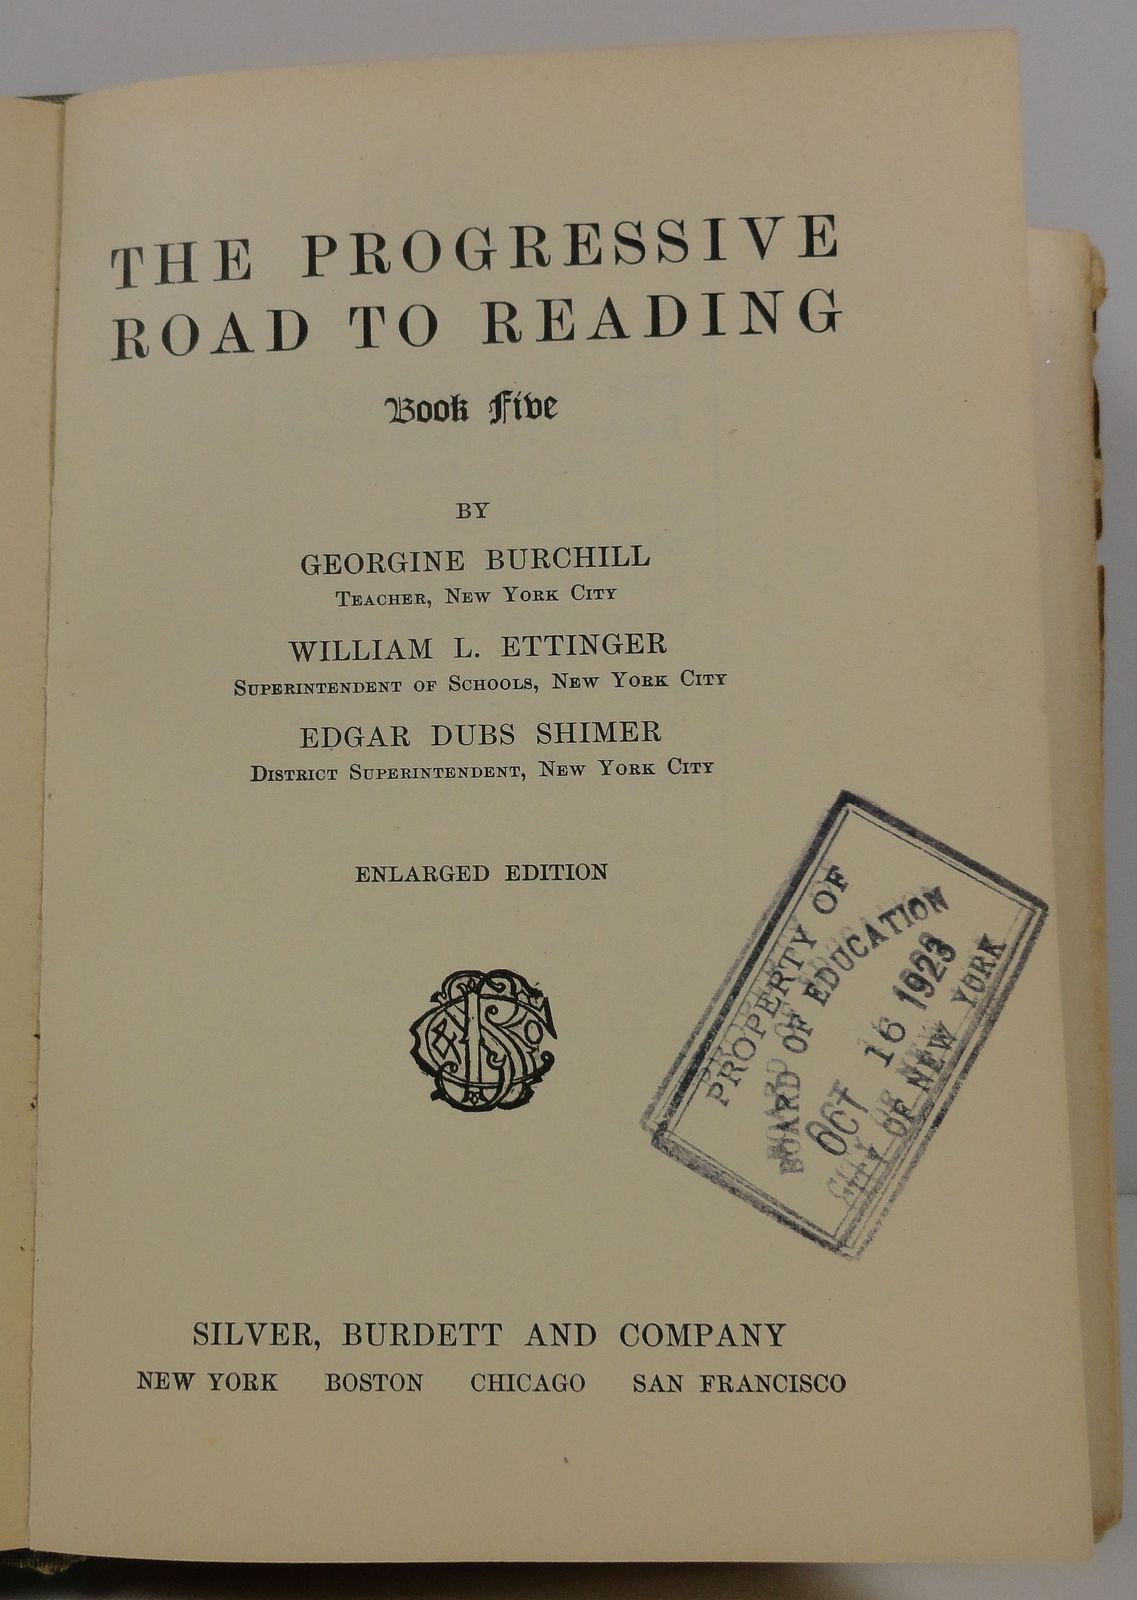 THE PROGRESSIVE
ROAD TO READING
Book Five
BY
GEORGINE BURCHILL
TEACHER, NEW YORK CITY
WILLIAM L. ETTINGER
SUPERINTENDENT OF SCHOOLS, NEW YORK CITY
EDGAR DUBS SHIMER
DISTRICT SUPERINTENDENT, NEW YORK CITY
ENLARGED EDITION
PROPERTY OF
BOARD OF EDUCATION
OCT 16 1923
CITY OF NEW YORK
SILVER, BURDETT AND COMPANY
NEW YORK BOSTON CHICAGO SAN FRANCISCO